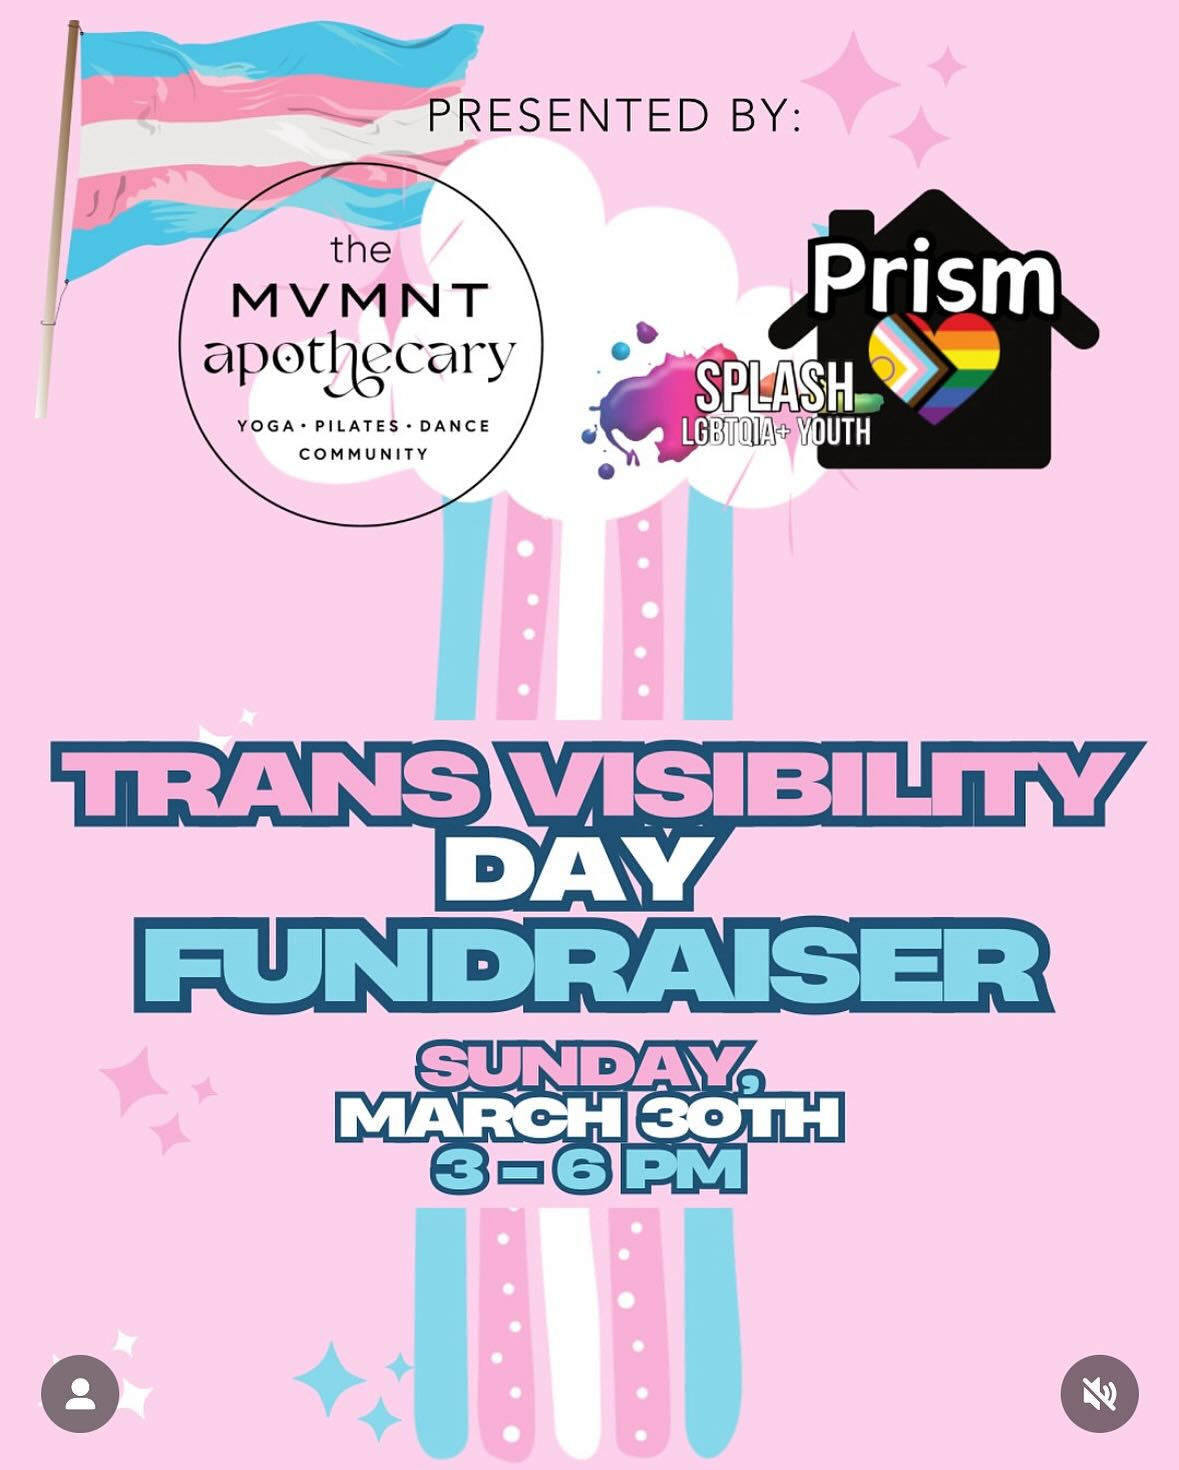 PRESENTED BY:
the
MVMNT
apothecary
YOGA • PILATES • DANCE
COMMUNITY
Prism
SPLASH
LGBTQIA+ YOUTH
TRANS VISIBILITY
DAY
FUNDRAISER
SUNDAY,
MARCH 30TH
3 – 6 PM